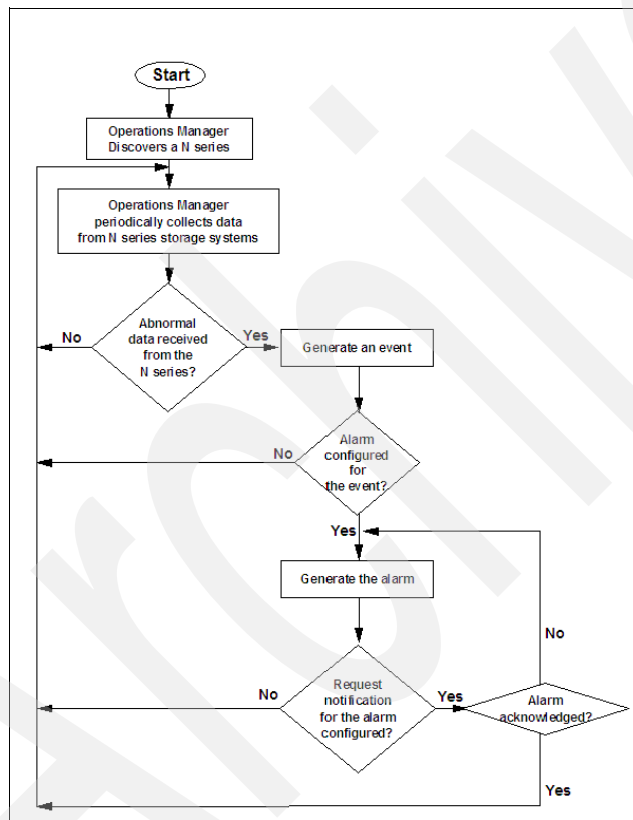 Start
Operations Manager
Discovers a N series
Operations Manager
periodically collects data
from N series storage systems
No
Abnormal
data received
from the
N series?
Yes
Generate an event
No
Alarm
configured
for
the event?
Yes
Generate the alarm
No
No
Request
notification
for the alarm
configured?
Yes
Alarm
acknowledged?
Yes